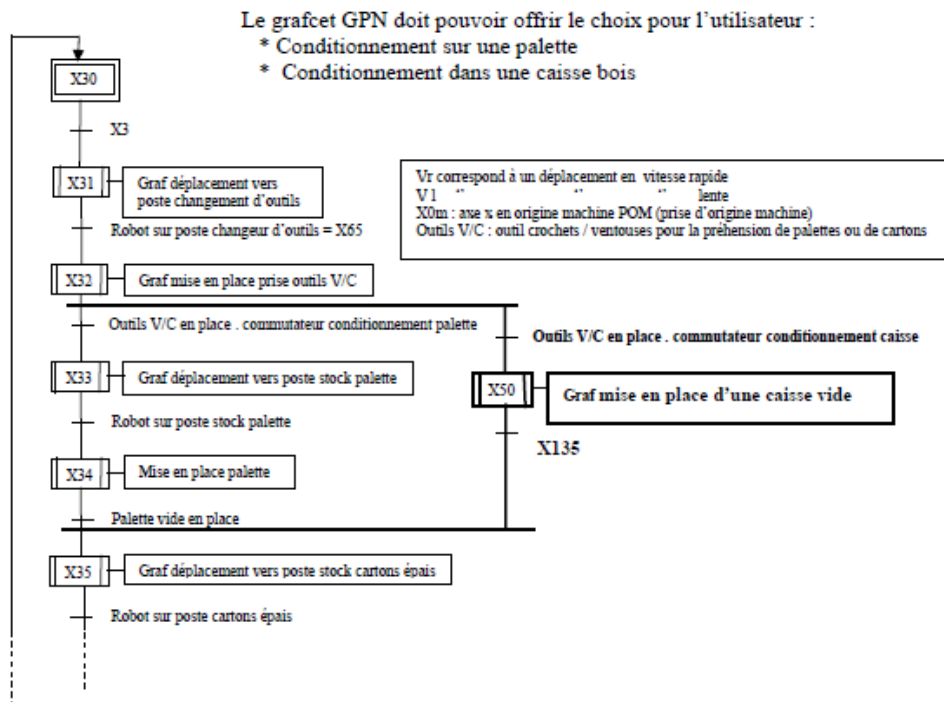 Le grafcet GPN doit pouvoir offrir le choix pour l'utilisateur :
* Conditionnement sur une palette
* Conditionnement dans une caisse bois
X30
X3
X31
Graf déplacement vers
poste changement d'outils
Vr correspond à un déplacement en vitesse rapide
V1 lente
X0m : axe x en origine machine POM (prise d'origine machine)
Outils V/C : outil crochets / ventouses pour la préhension de palettes ou de cartons
Robot sur poste changeur d'outils = X65
X32
Graf mise en place prise outils V/C
Outils V/C en place . commutateur conditionnement palette
Outils V/C en place . commutateur conditionnement caisse
X33
Graf déplacement vers poste stock palette
X50
Graf mise en place d'une caisse vide
Robot sur poste stock palette
X135
X34
Mise en place palette
Palette vide en place
X35
Graf déplacement vers poste stock cartons épais
Robot sur poste cartons épais